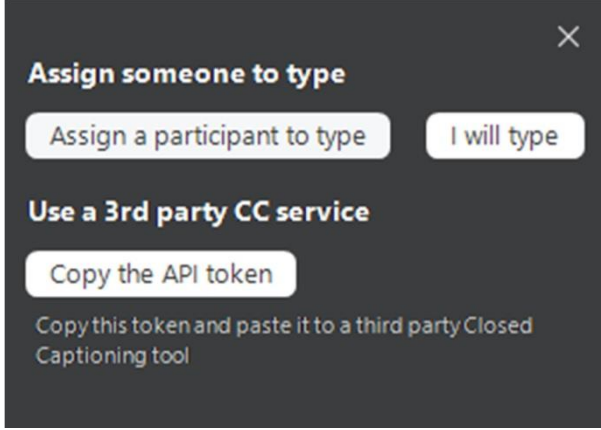 Assign someone to type
Assign a participant to type I will type
Use a 3rd party CC service
Copy the API token
Copy this token and paste it to a third party Closed
Captioning tool